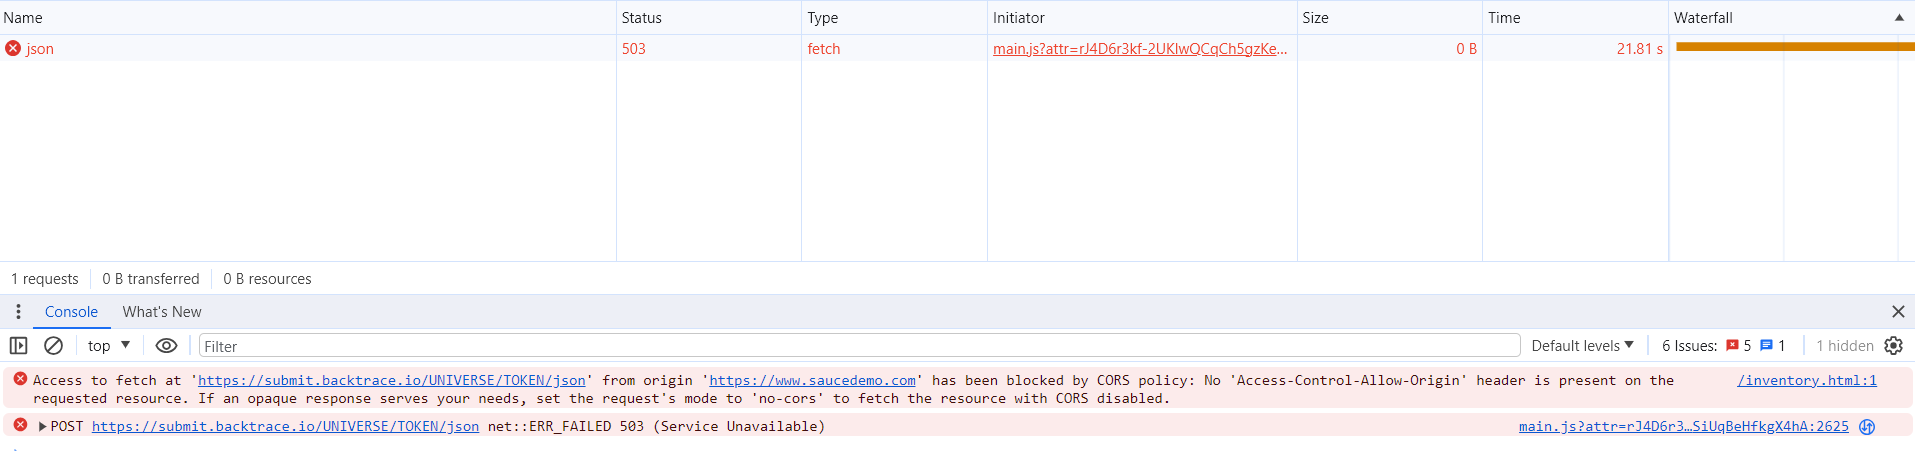 Name Status Type Initiator Size Time Waterfall
json 503 fetch main.js?attr=rJ4D6r3kf-2UKIwQCqCh5gzKe... 0 B 21.81 s
1 requests 0 B transferred 0 B resources
Console What's New
top Filter Default levels 6 Issues: 5 1 1 hidden
Access to fetch at 'https://submit.backtrace.io/UNIVERSE/TOKEN/json' from origin 'https://www.saucedemo.com' has been blocked by CORS policy: No 'Access-Control-Allow-Origin' header is present on the /inventory.html:1
requested resource. If an opaque response serves your needs, set the request's mode to 'no-cors' to fetch the resource with CORS disabled.
POST https://submit.backtrace.io/UNIVERSE/TOKEN/json net::ERR_FAILED 503 (Service Unavailable) main.js?attr=rJ4D6r3…SiUqBeHfkgX4hA:2625